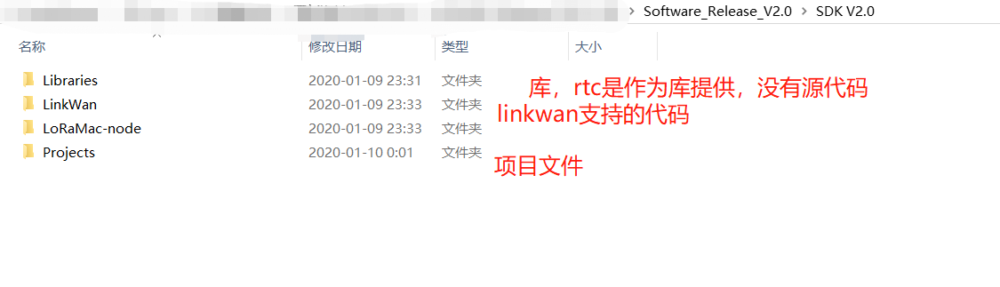 Software_Release_V2.0 > SDK V2.0
名称 修改日期 类型 大小
Libraries 2020-01-09 23:31 文件夹 库，rtc是作为库提供，没有源代码
LinkWan 2020-01-09 23:33 文件夹 linkwan支持的代码
LoRaMac-node 2020-01-09 23:33 文件夹
Projects 2020-01-10 0:01 文件夹 项目文件